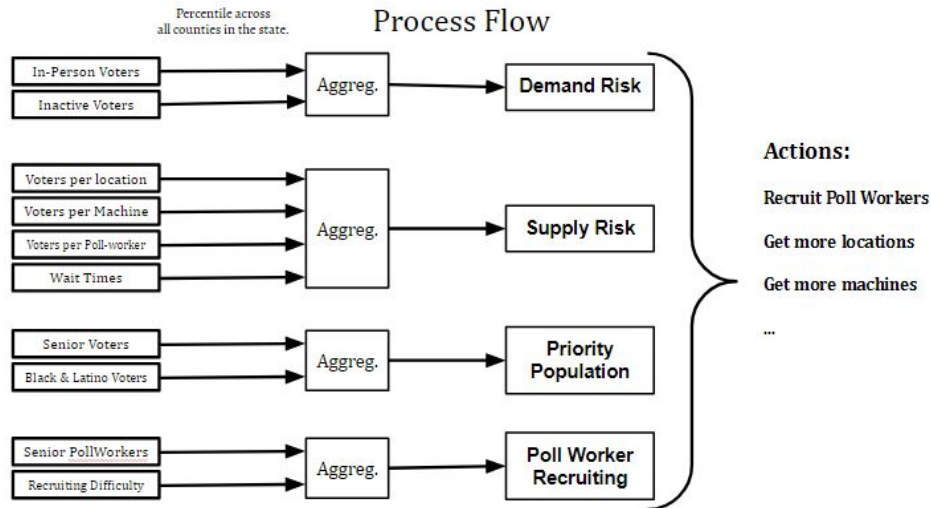 Percentile across
all counties in the state.
Process Flow
In-Person Voters
Inactive Voters
Aggreg.
Demand Risk
Voters per location
Voters per Machine
Voters per Poll-worker
Wait Times
Aggreg.
Supply Risk
Senior Voters
Black & Latino Voters
Aggreg.
Priority
Population
Senior PollWorkers
Recruiting Difficulty
Aggreg.
Poll Worker
Recruiting
Actions:
Recruit Poll Workers
Get more locations
Get more machines
...